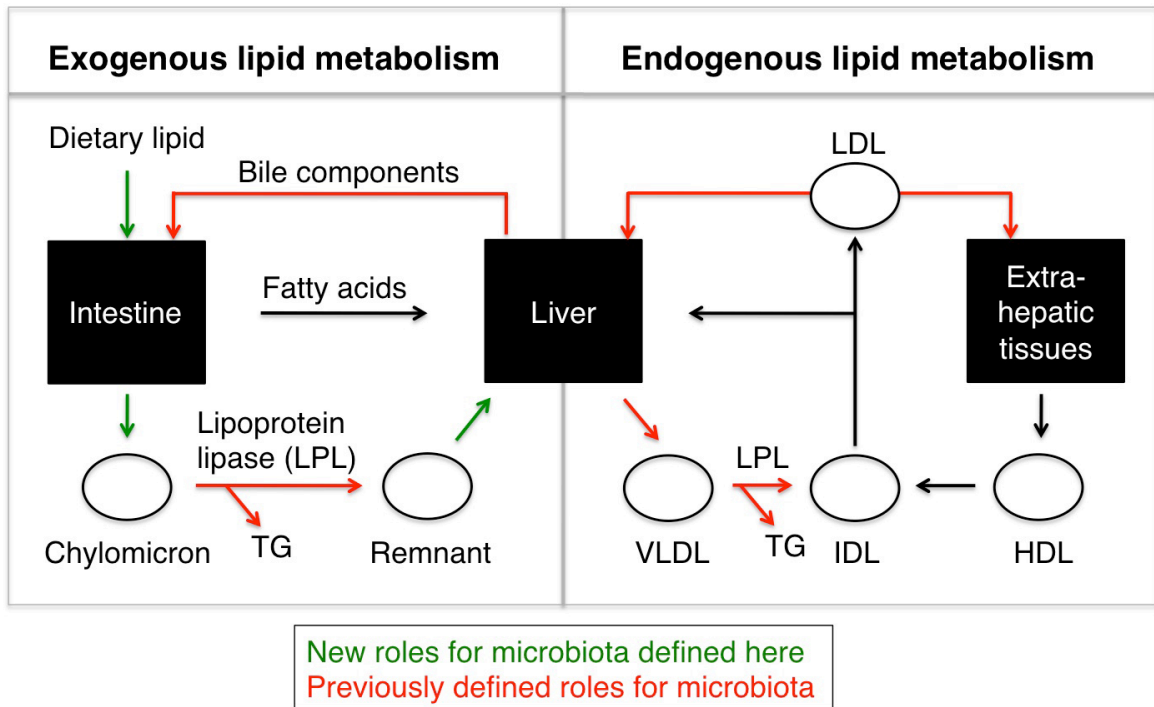 Exogenous lipid metabolism
Endogenous lipid metabolism
Dietary lipid
Bile components
Intestine
Fatty acids
Liver
Lipoprotein
lipase (LPL)
Chylomicron
TG
Remnant
LDL
Extra-
hepatic
tissues
LPL
VLDL
TG
IDL
HDL
New roles for microbiota defined here
Previously defined roles for microbiota